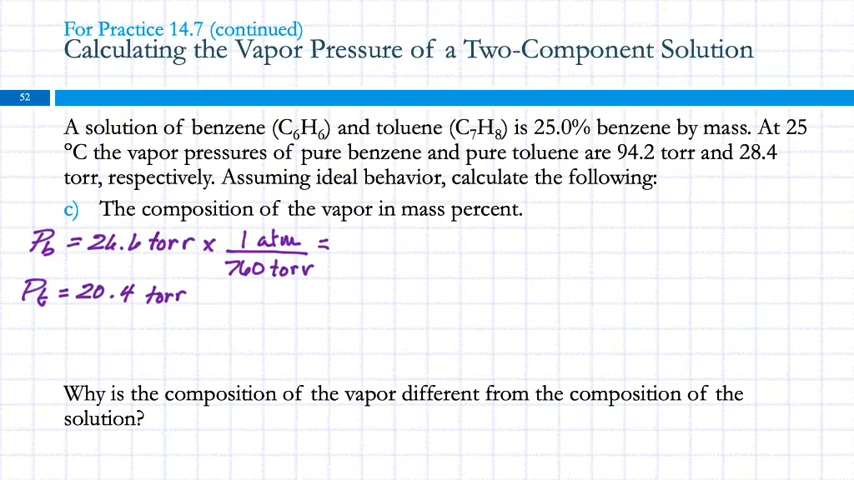 For Practice 14.7 (continued)
Calculating the Vapor Pressure of a Two-Component Solution
52
A solution of benzene (C₆H₆) and toluene (C₇H₈) is 25.0% benzene by mass. At 25
°C the vapor pressures of pure benzene and pure toluene are 94.2 torr and 28.4
torr, respectively. Assuming ideal behavior, calculate the following:
c) The composition of the vapor in mass percent.
P_b = 26.6 torr × 1 atm / 760 torr =
P_t = 20.4 torr
Why is the composition of the vapor different from the composition of the
solution?